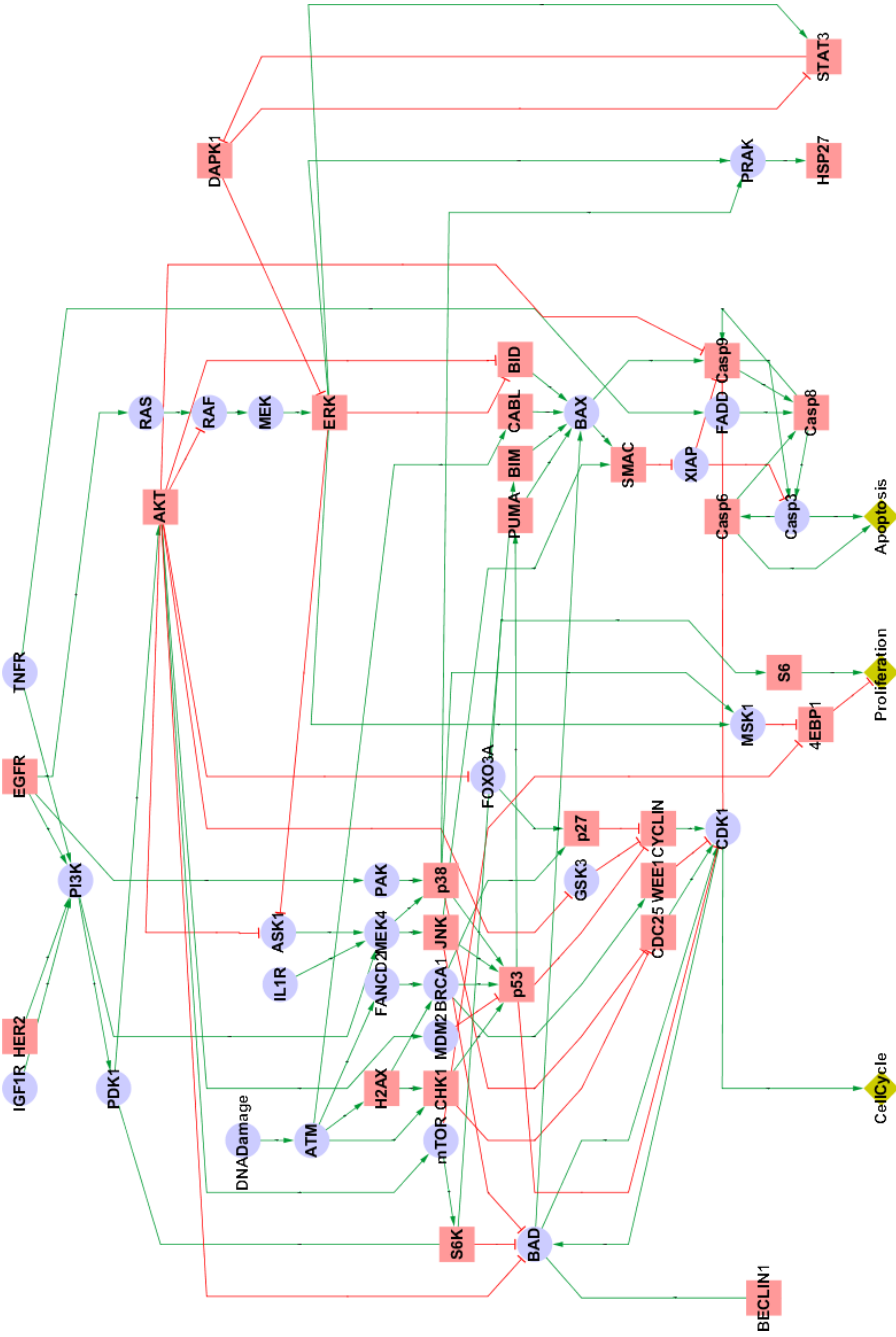 IGF1R HER2 EGFR TNFR
PI3K
PDK1
RAS
AKT
RAF DAPK1
DNADamage
MEK
IL1R ASK1
ATM
ERK
H2AX FANCD2 MEK4 PAK
mTOR CHK1 MDM2 BRCA1 JNK p38
S6K
FOXO3A
p53 PUMA BIM CABL BID
BAD
GSK3 p27 BAX
SMAC
CDC25 WEE1 CYCLIN
XIAP
CDK1 Casp6 FADD Casp9
MSK1 PRAK
BECLIN1
S6
Casp3
4EBP1 Casp8 HSP27 STAT3
CellCycle Proliferation Apoptosis